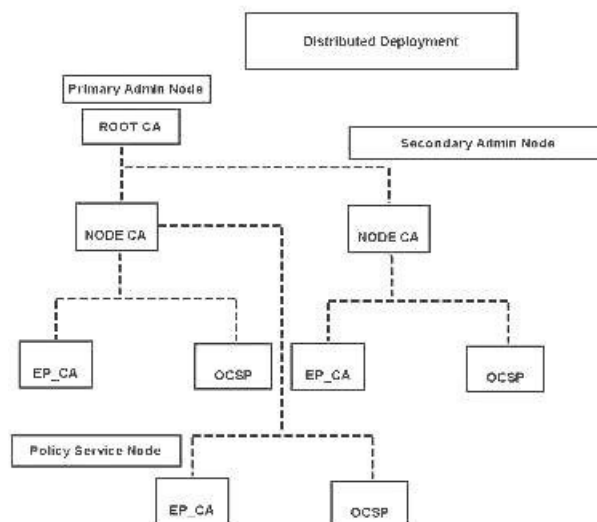 Distributed Deployment
Primary Admin Node
ROOT CA
Secondary Admin Node
NODE CA
NODE CA
EP_CA
OCSP
EP_CA
OCSP
Policy Service Node
EP_CA
OCSP